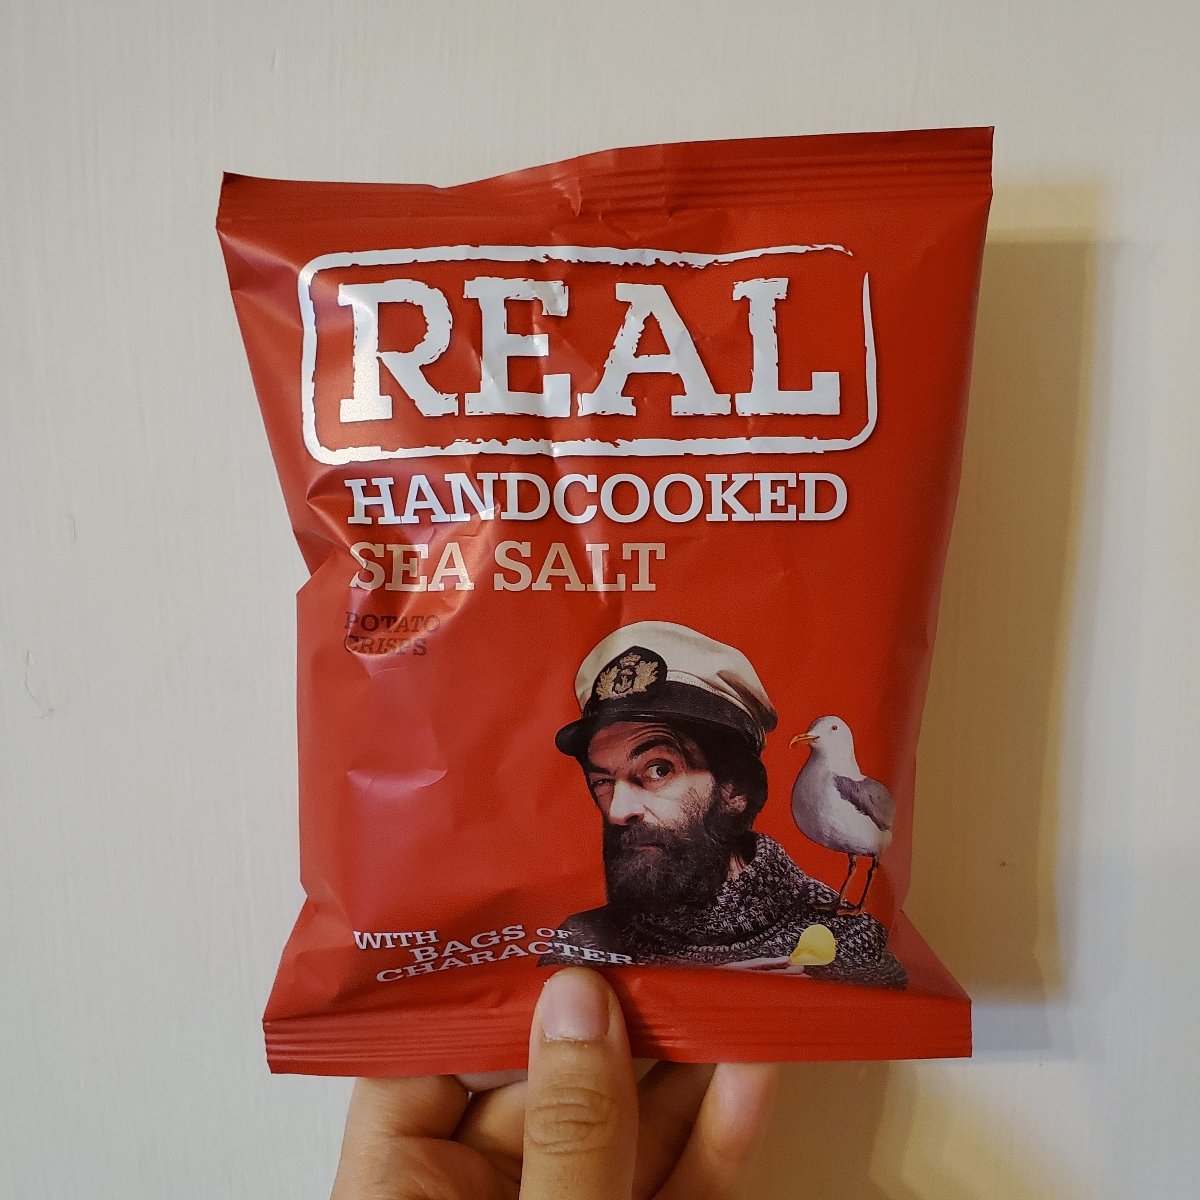 REAL
HANDCOOKED
SEA SALT
POTATO
CRISPS
WITH
BAGS OF
CHARACTER